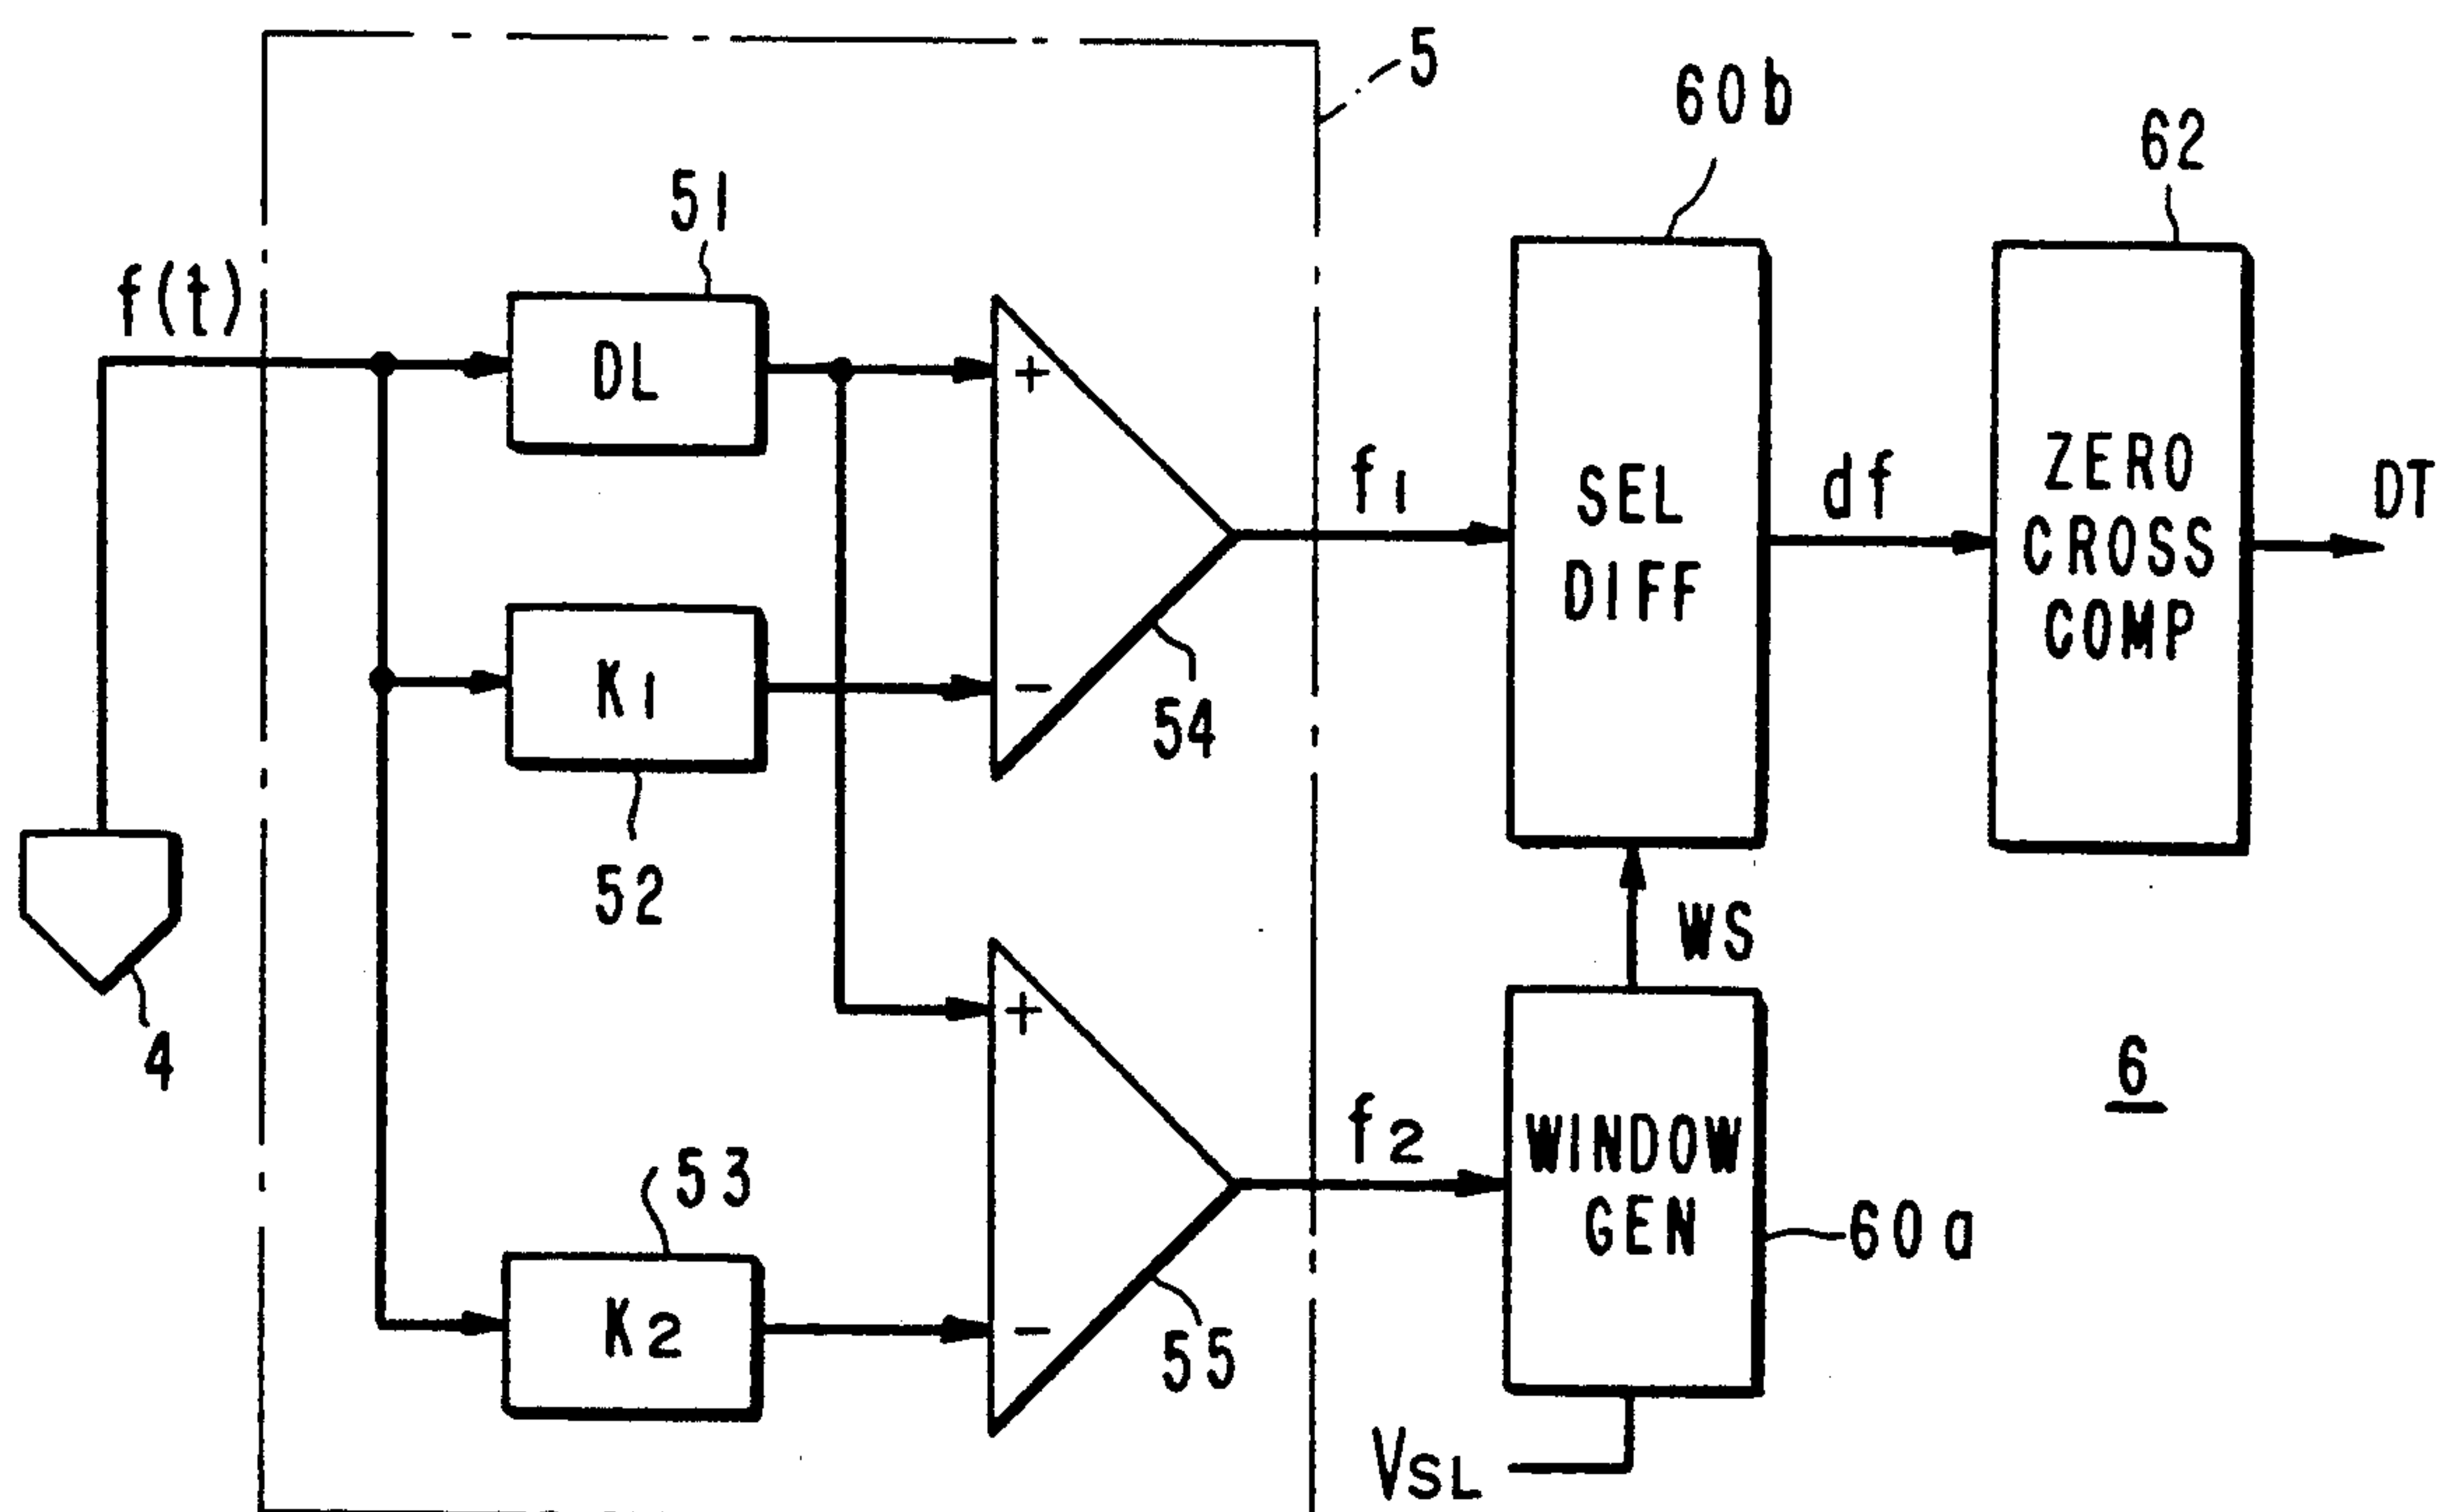 5
60b
62
51
f(t)
DL
+
f1
SEL
DIFF
df
ZERO
CROSS
COMP
DT
K1
−
54
52
WS
4
+
6
53
f2
WINDOW
GEN
60a
K2
−
55
VSL